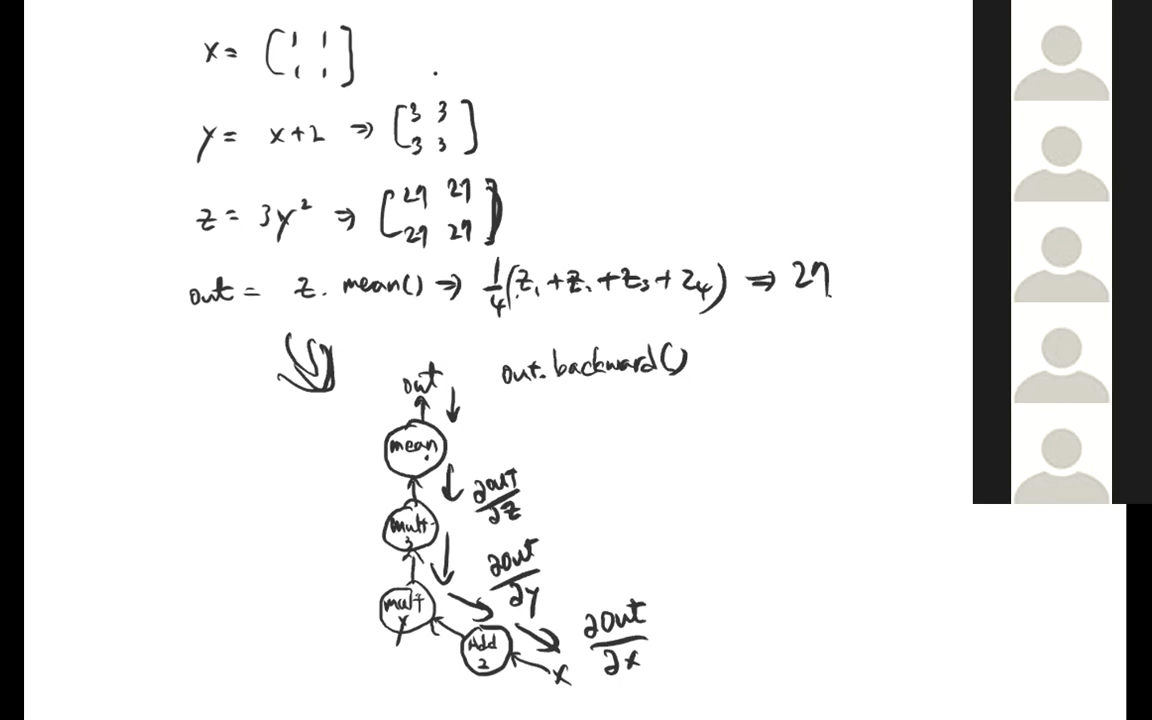 x = [1 1
1 1]
y = x+2 ⇒ [3 3
3 3]
z = 3y² ⇒ [27 27
27 27]
out = z. mean() ⇒ 1/4(z₁ + z₁ + z₃ + z₄) ⇒ 27
out.backward()
out
mean
∂out/∂z
mult
3
∂out/∂y
mult
y
∂out/∂x
Add
2
x